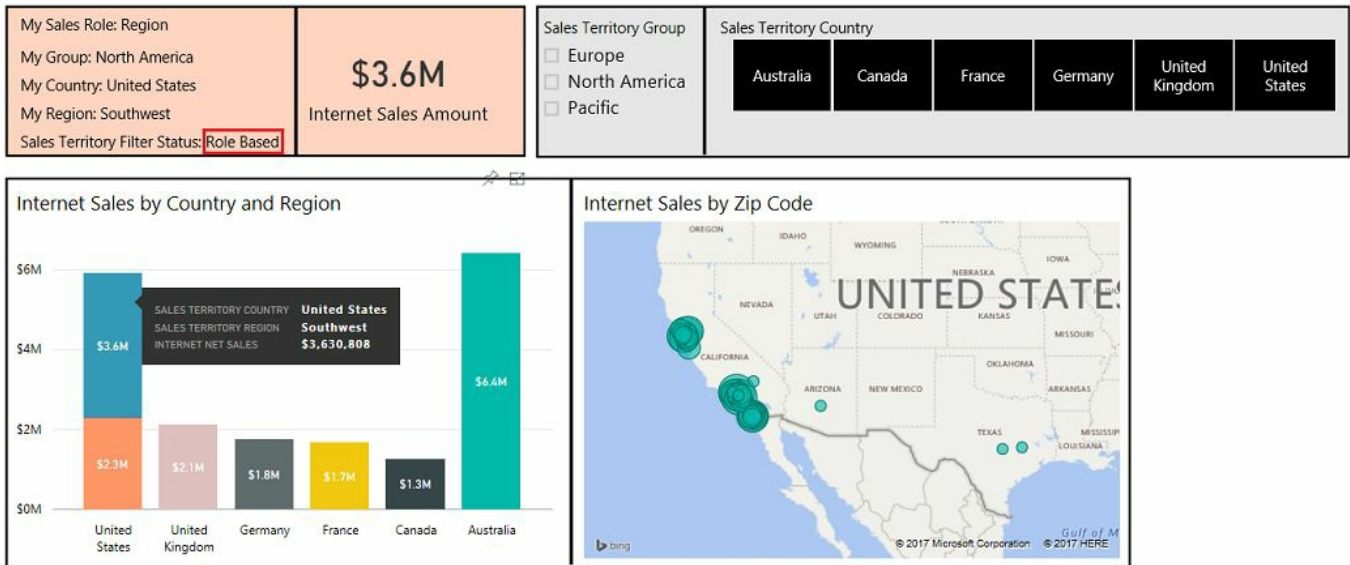 My Sales Role: Region
My Group: North America
My Country: United States
My Region: Southwest
Sales Territory Filter Status: Role Based
$3.6M
Internet Sales Amount
Sales Territory Group
Europe
North America
Pacific
Sales Territory Country
Australia
Canada
France
Germany
United
Kingdom
United
States
Internet Sales by Country and Region
$6M
$4M
$2M
$0M
$3.6M
$2.3M
$2.1M
$1.8M
$1.7M
$1.3M
$6.4M
SALES TERRITORY COUNTRY United States
SALES TERRITORY REGION Southwest
INTERNET NET SALES $3,630,808
United
States
United
Kingdom
Germany
France
Canada
Australia
Internet Sales by Zip Code
OREGON
IDAHO
WYOMING
IOWA
NEBRASKA
UNITED STATES
NEVADA
UTAH
COLORADO
KANSAS
MISSOURI
CALIFORNIA
OKLAHOMA
ARIZONA
NEW MEXICO
ARKANSAS
TEXAS
MISSISSIP
LOUISIANA
Gulf of M
bing
© 2017 Microsoft Corporation © 2017 HERE